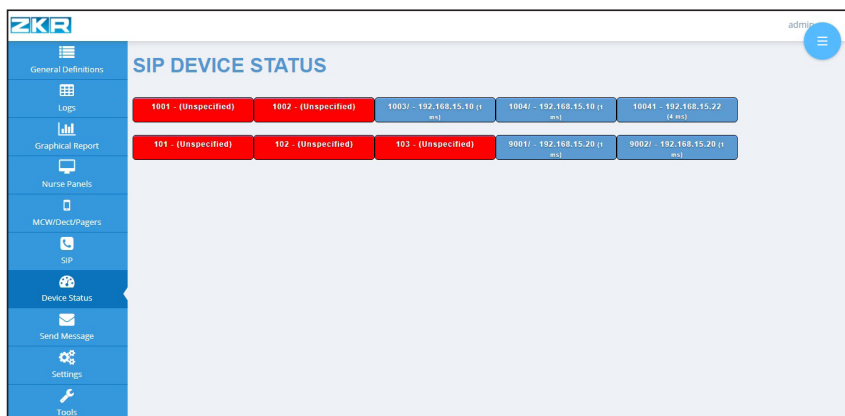 ZKR
admin
General Definitions
SIP DEVICE STATUS
Logs
1001 - (Unspecified)
1002 - (Unspecified)
1003/ - 192.168.15.10 (1
ms)
1004/ - 192.168.15.10 (1
ms)
10041 - 192.168.15.22
(4 ms)
101 - (Unspecified)
102 - (Unspecified)
103 - (Unspecified)
9001/ - 192.168.15.20 (1
ms)
9002/ - 192.168.15.20 (1
ms)
Graphical Report
Nurse Panels
MCW/Dect/Pagers
SIP
Device Status
Send Message
Settings
Tools